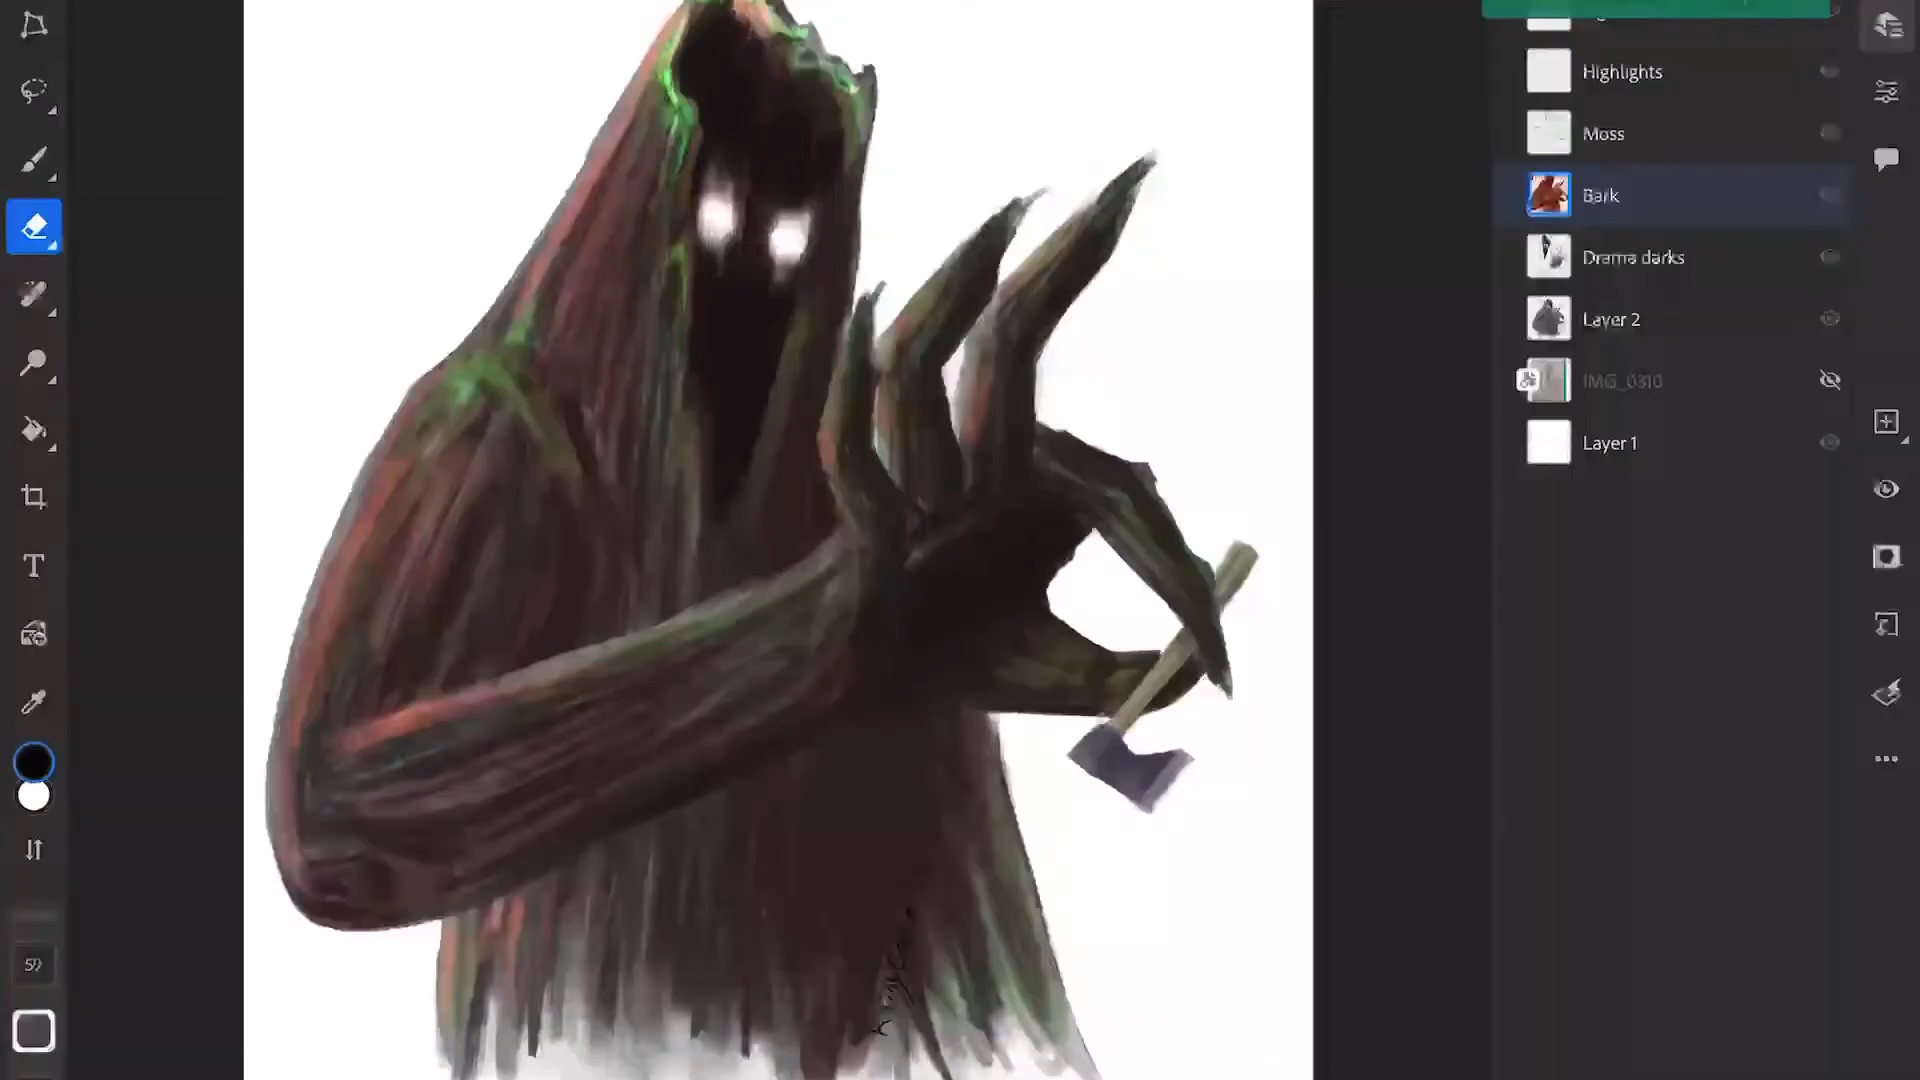 Highlights
Moss
Bark
Drama darks
Layer 2
IMG_0310
Layer 1
T
59